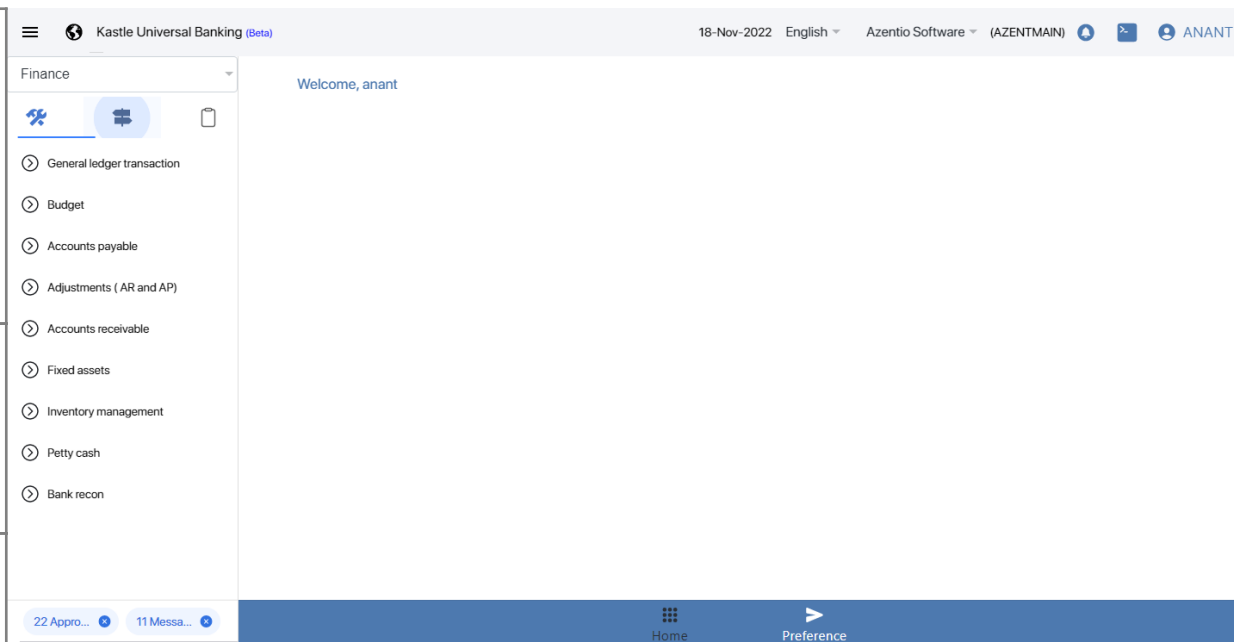 Kastle Universal Banking (Beta)
18-Nov-2022 English Azentio Software (AZENTMAIN) ANANT
Finance
Welcome, anant
General ledger transaction
Budget
Accounts payable
Adjustments ( AR and AP)
Accounts receivable
Fixed assets
Inventory management
Petty cash
Bank recon
22 Appro... 11 Messa...
Home Preference